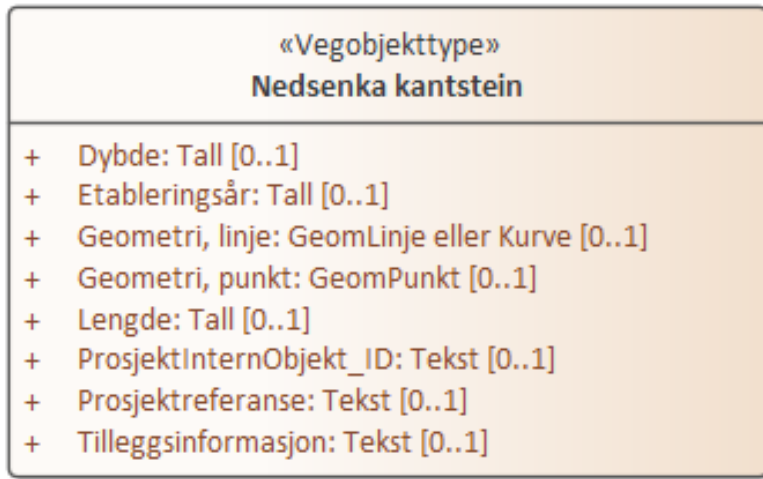 «Vegobjekttype»
Nedsenka kantstein
+ Dybde: Tall [0..1]
+ Etableringsår: Tall [0..1]
+ Geometri, linje: GeomLinje eller Kurve [0..1]
+ Geometri, punkt: GeomPunkt [0..1]
+ Lengde: Tall [0..1]
+ ProsjektInternObjekt_ID: Tekst [0..1]
+ Prosjektreferanse: Tekst [0..1]
+ Tilleggsinformasjon: Tekst [0..1]